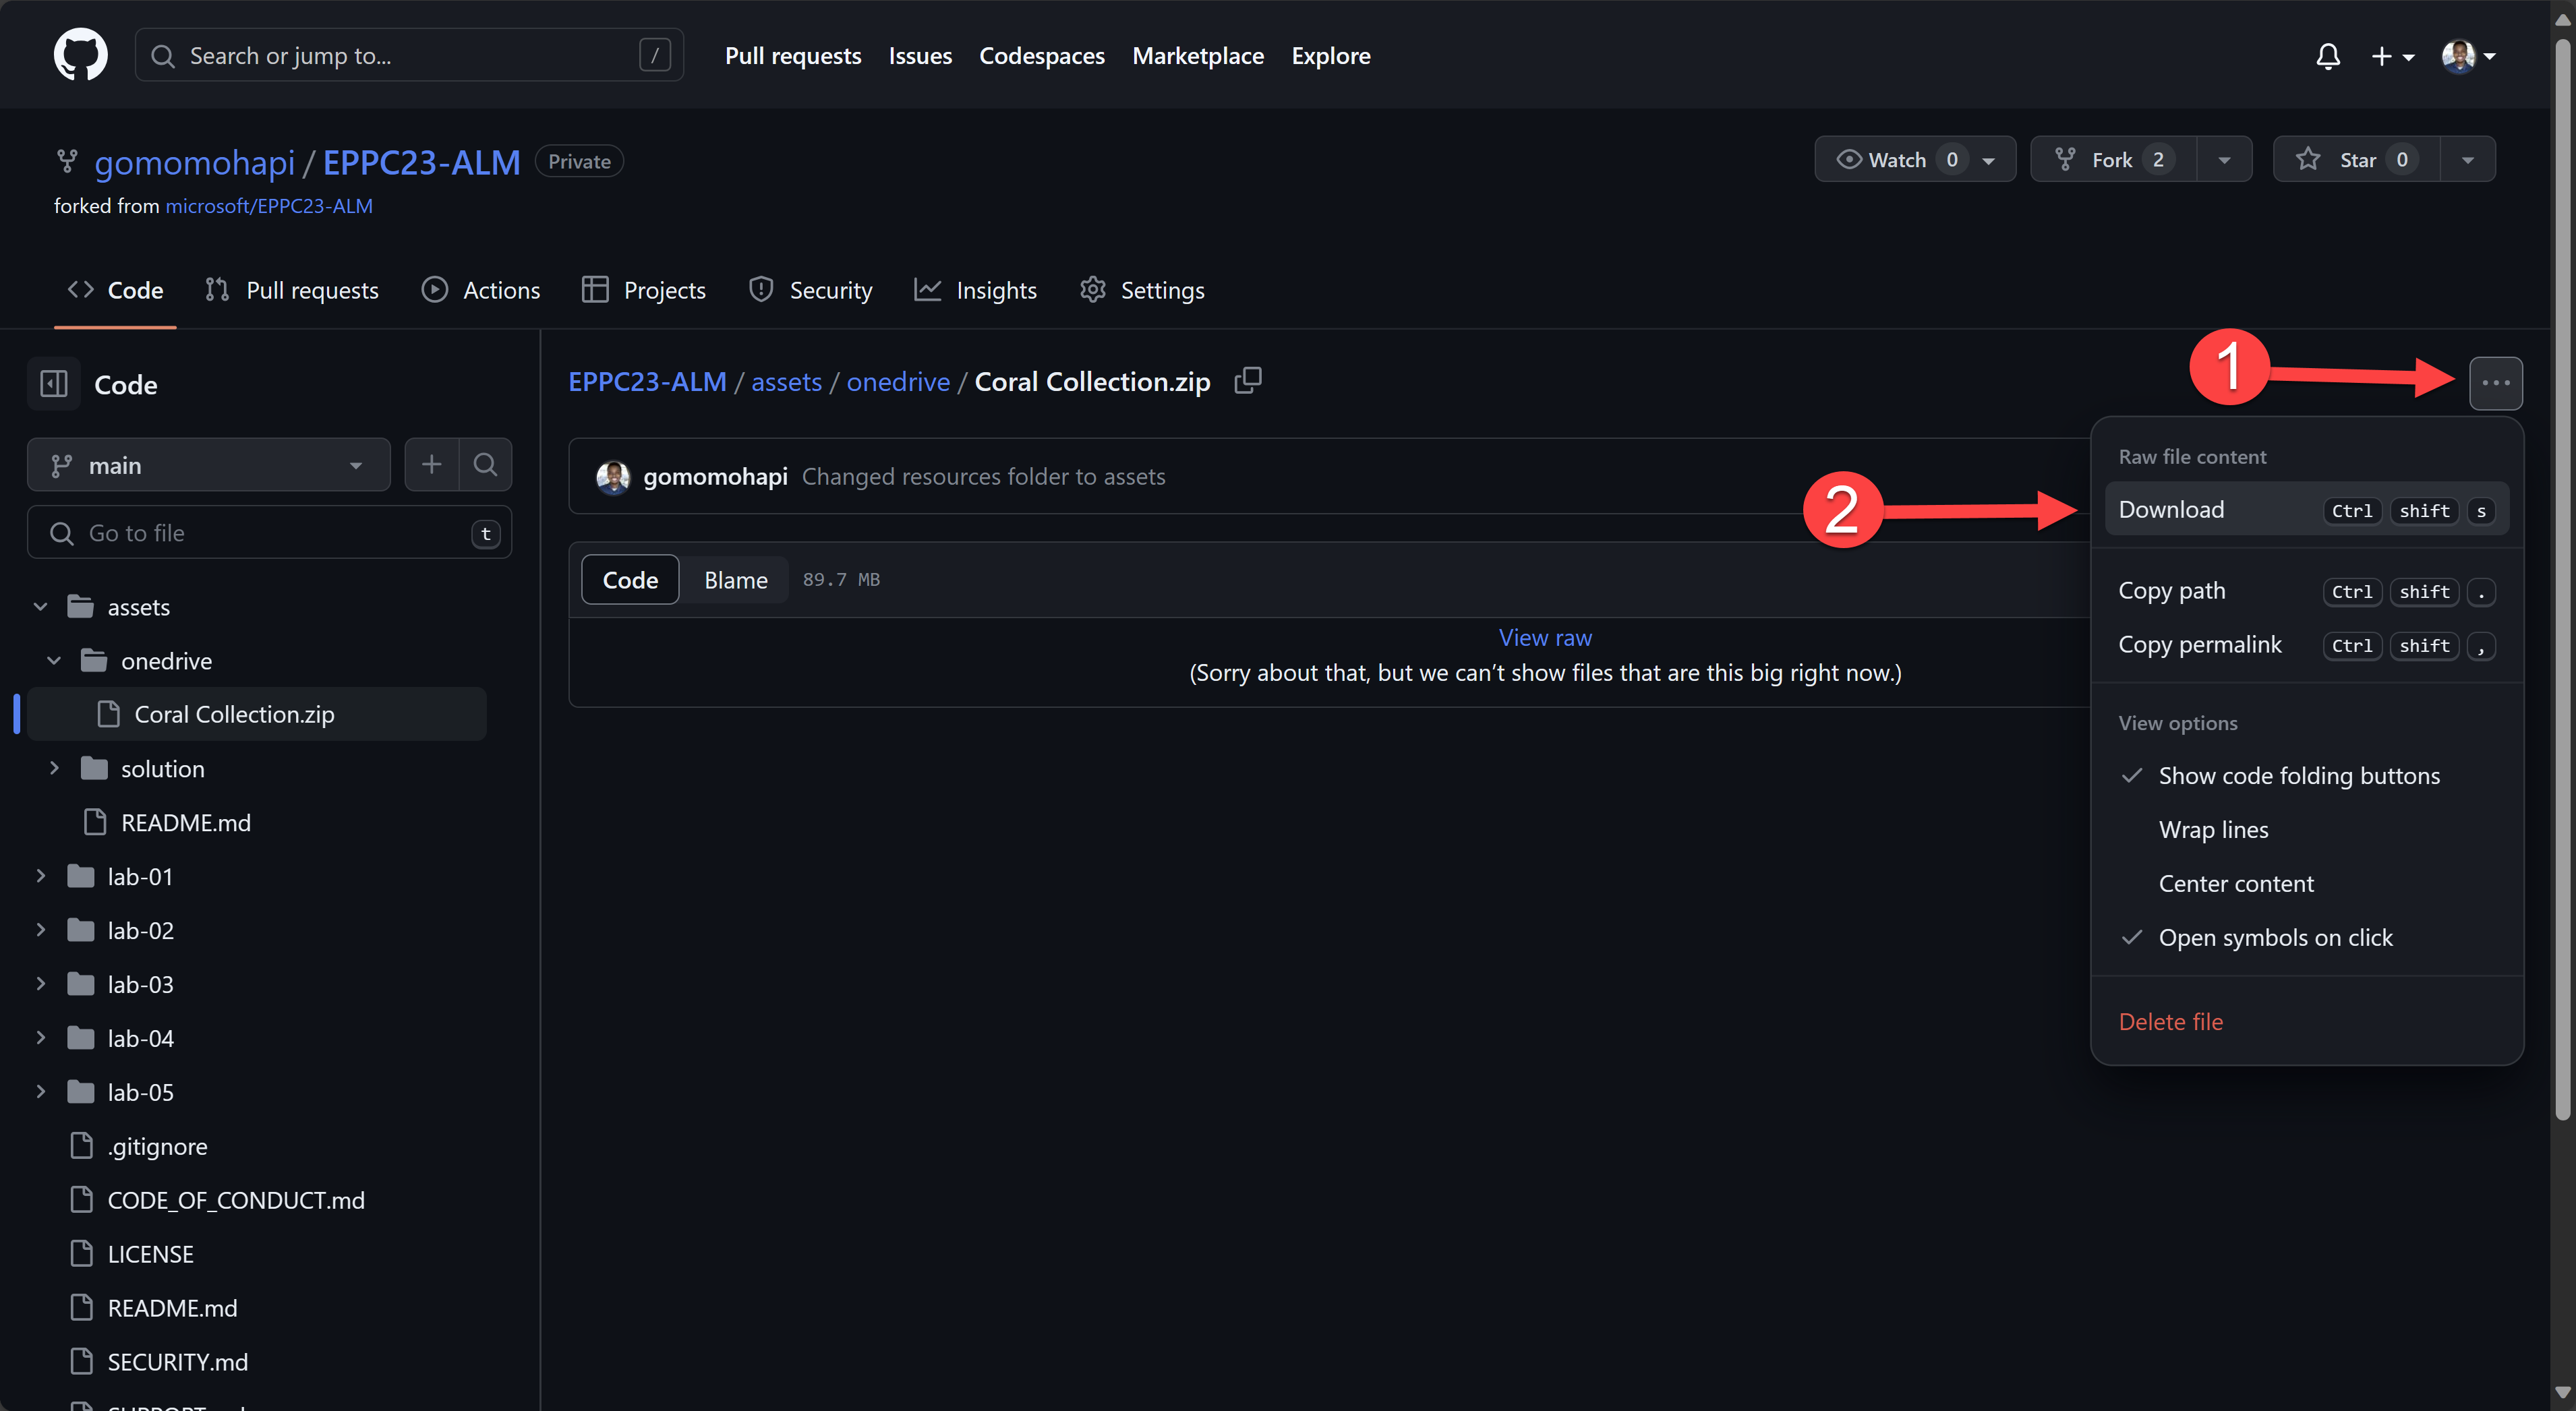 Search or jump to... / Pull requests Issues Codespaces Marketplace Explore
gomomohapi / EPPC23-ALM Private Watch 0 Fork 2 Star 0
forked from microsoft/EPPC23-ALM
Code Pull requests Actions Projects Security Insights Settings
Code
main
Go to file t
assets
onedrive
Coral Collection.zip
solution
README.md
lab-01
lab-02
lab-03
lab-04
lab-05
.gitignore
CODE_OF_CONDUCT.md
LICENSE
README.md
SECURITY.md
EPPC23-ALM / assets / onedrive / Coral Collection.zip
1
gomomohapi Changed resources folder to assets
2
Code Blame 89.7 MB
View raw
(Sorry about that, but we can’t show files that are this big right now.)
Raw file content
Download Ctrl shift s
Copy path Ctrl shift .
Copy permalink Ctrl shift ,
View options
Show code folding buttons
Wrap lines
Center content
Open symbols on click
Delete file